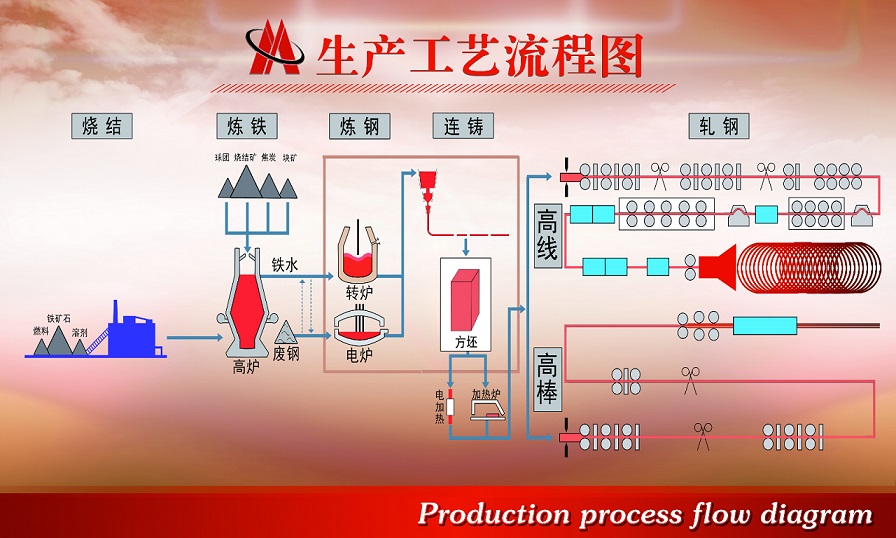 生产工艺流程图
烧结
炼铁
炼钢
连铸
轧钢
球团 烧结矿 焦炭 块矿
铁矿石
燃料
溶剂
高炉
铁水
废钢
转炉
电炉
方坯
电加热
加热炉
高线
高棒
Production process flow diagram